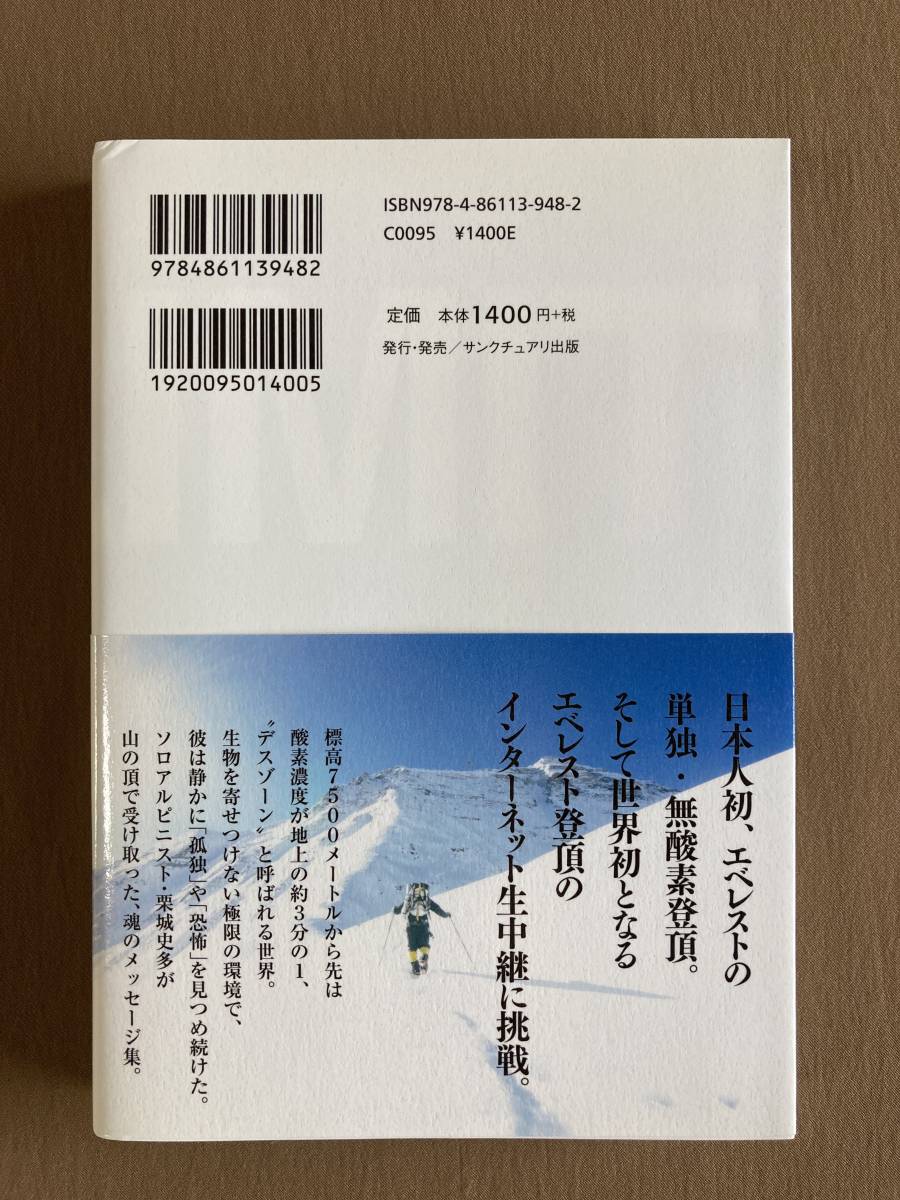 ISBN978-4-86113-948-2
C0095 ¥1400E
9784861139482
定価 本体1400円+税
発行・発売/サンクチュアリ出版
1920095014005
日本人初、エベレストの
単独・無酸素登頂。
そして世界初となる
エベレスト登頂の
インターネット生中継に挑戦。
標高7500メートルから先は
酸素濃度が地上の約3分の1、
〝デスゾーン〟と呼ばれる世界。
生物を寄せつけない極限の環境で、
彼は静かに「孤独」や「恐怖」を見つめ続けた。
ソロアルピニスト・栗城史多が
山の頂で受け取った、魂のメッセージ集。